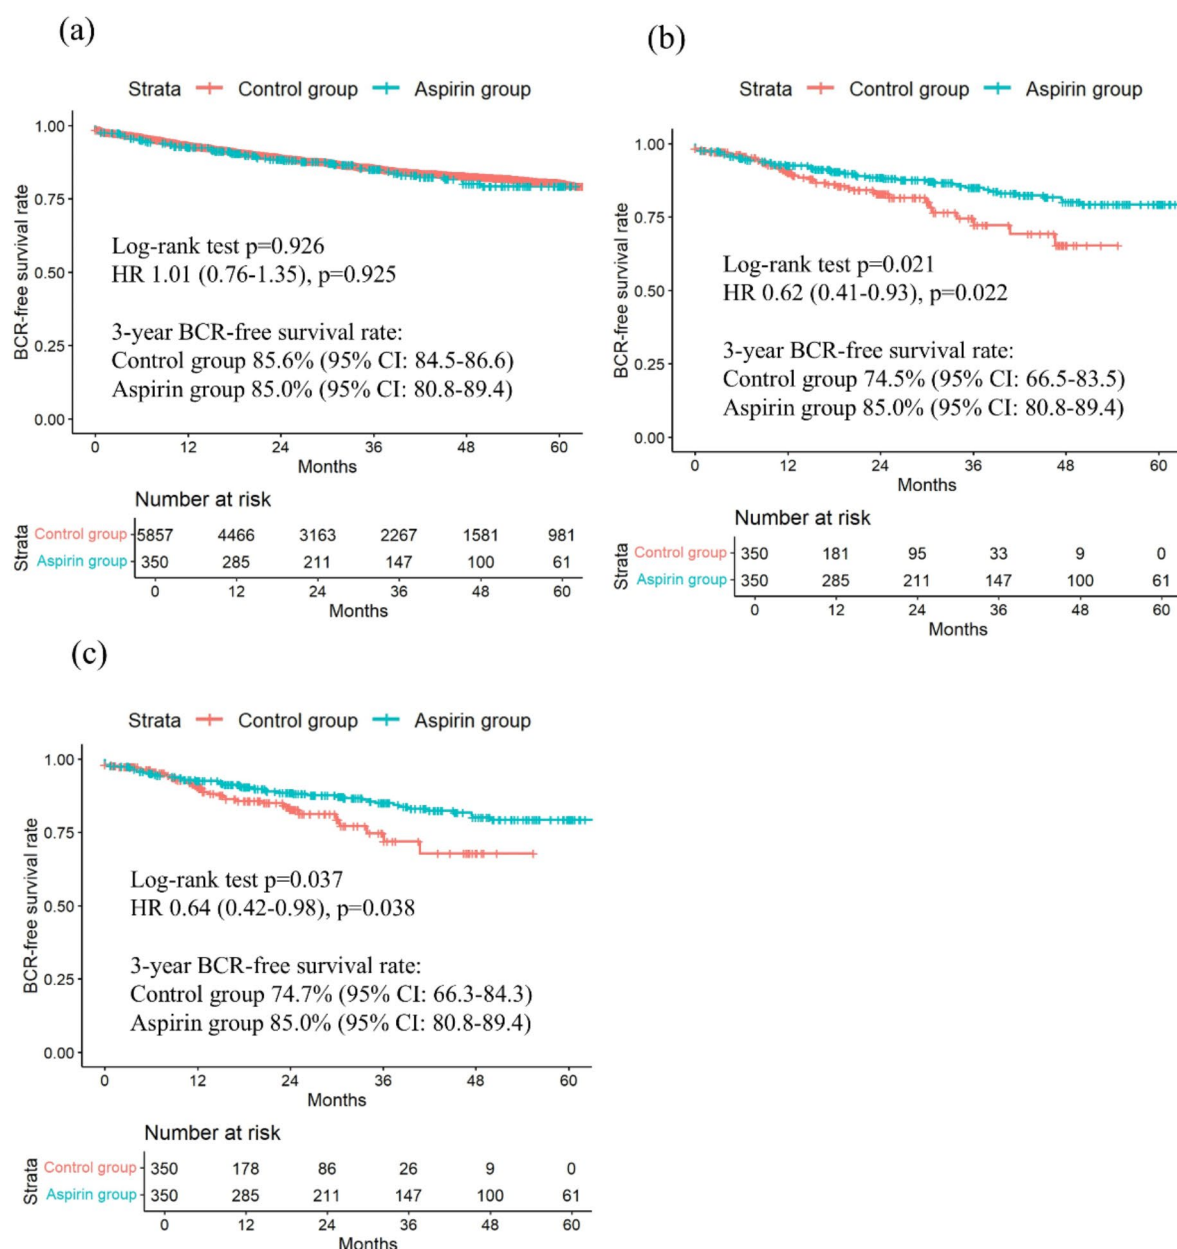 (a)
Strata Control group Aspirin group
1.00
0.75
0.50
0.25
0.00
BCR-free survival rate
Log-rank test p=0.926
HR 1.01 (0.76-1.35), p=0.925
3-year BCR-free survival rate:
Control group 85.6% (95% CI: 84.5-86.6)
Aspirin group 85.0% (95% CI: 80.8-89.4)
0 12 24 36 48 60
Months
Number at risk
Strata
Control group 5857 4466 3163 2267 1581 981
Aspirin group 350 285 211 147 100 61
0 12 24 36 48 60
Months
(b)
Strata Control group Aspirin group
1.00
0.75
0.50
0.25
0.00
BCR-free survival rate
Log-rank test p=0.021
HR 0.62 (0.41-0.93), p=0.022
3-year BCR-free survival rate:
Control group 74.5% (95% CI: 66.5-83.5)
Aspirin group 85.0% (95% CI: 80.8-89.4)
0 12 24 36 48 60
Months
Number at risk
Strata
Control group 350 181 95 33 9 0
Aspirin group 350 285 211 147 100 61
0 12 24 36 48 60
Months
(c)
Strata Control group Aspirin group
1.00
0.75
0.50
0.25
0.00
BCR-free survival rate
Log-rank test p=0.037
HR 0.64 (0.42-0.98), p=0.038
3-year BCR-free survival rate:
Control group 74.7% (95% CI: 66.3-84.3)
Aspirin group 85.0% (95% CI: 80.8-89.4)
0 12 24 36 48 60
Months
Number at risk
Strata
Control group 350 178 86 26 9 0
Aspirin group 350 285 211 147 100 61
0 12 24 36 48 60
Months